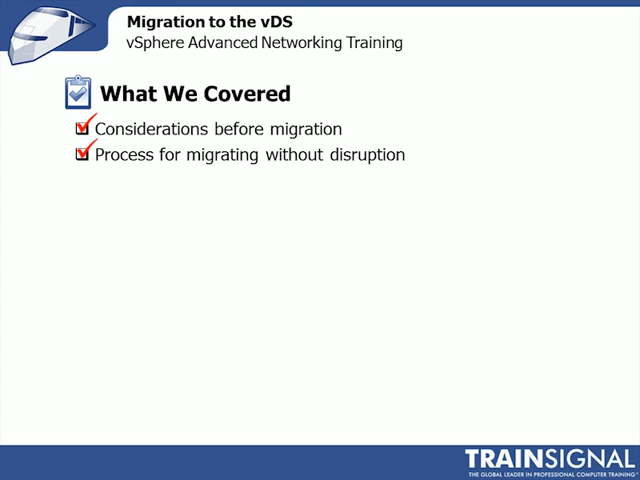 Migration to the vDS
vSphere Advanced Networking Training
What We Covered
Considerations before migration
Process for migrating without disruption
TRAINSIGNAL
THE GLOBAL LEADER IN PROFESSIONAL COMPUTER TRAINING